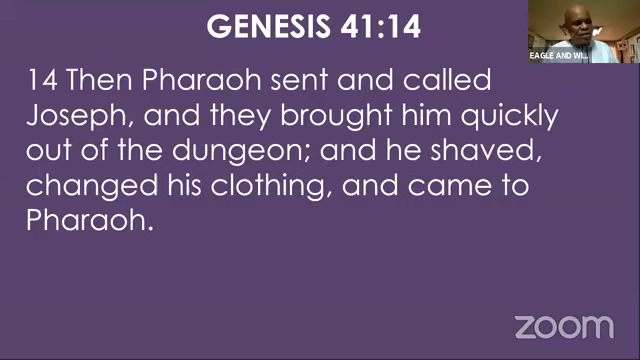 GENESIS 41:14
EAGLE AND WI...
14 Then Pharaoh sent and called
Joseph, and they brought him quickly
out of the dungeon; and he shaved,
changed his clothing, and came to
Pharaoh.
zoom